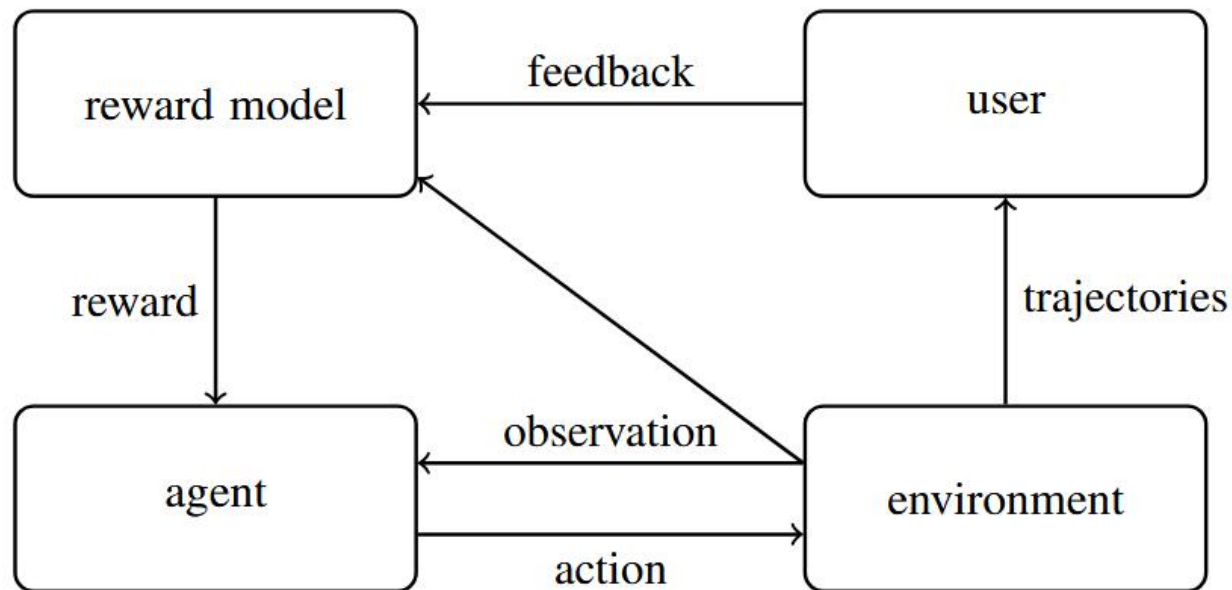 feedback
reward model
user
reward
trajectories
observation
agent
environment
action